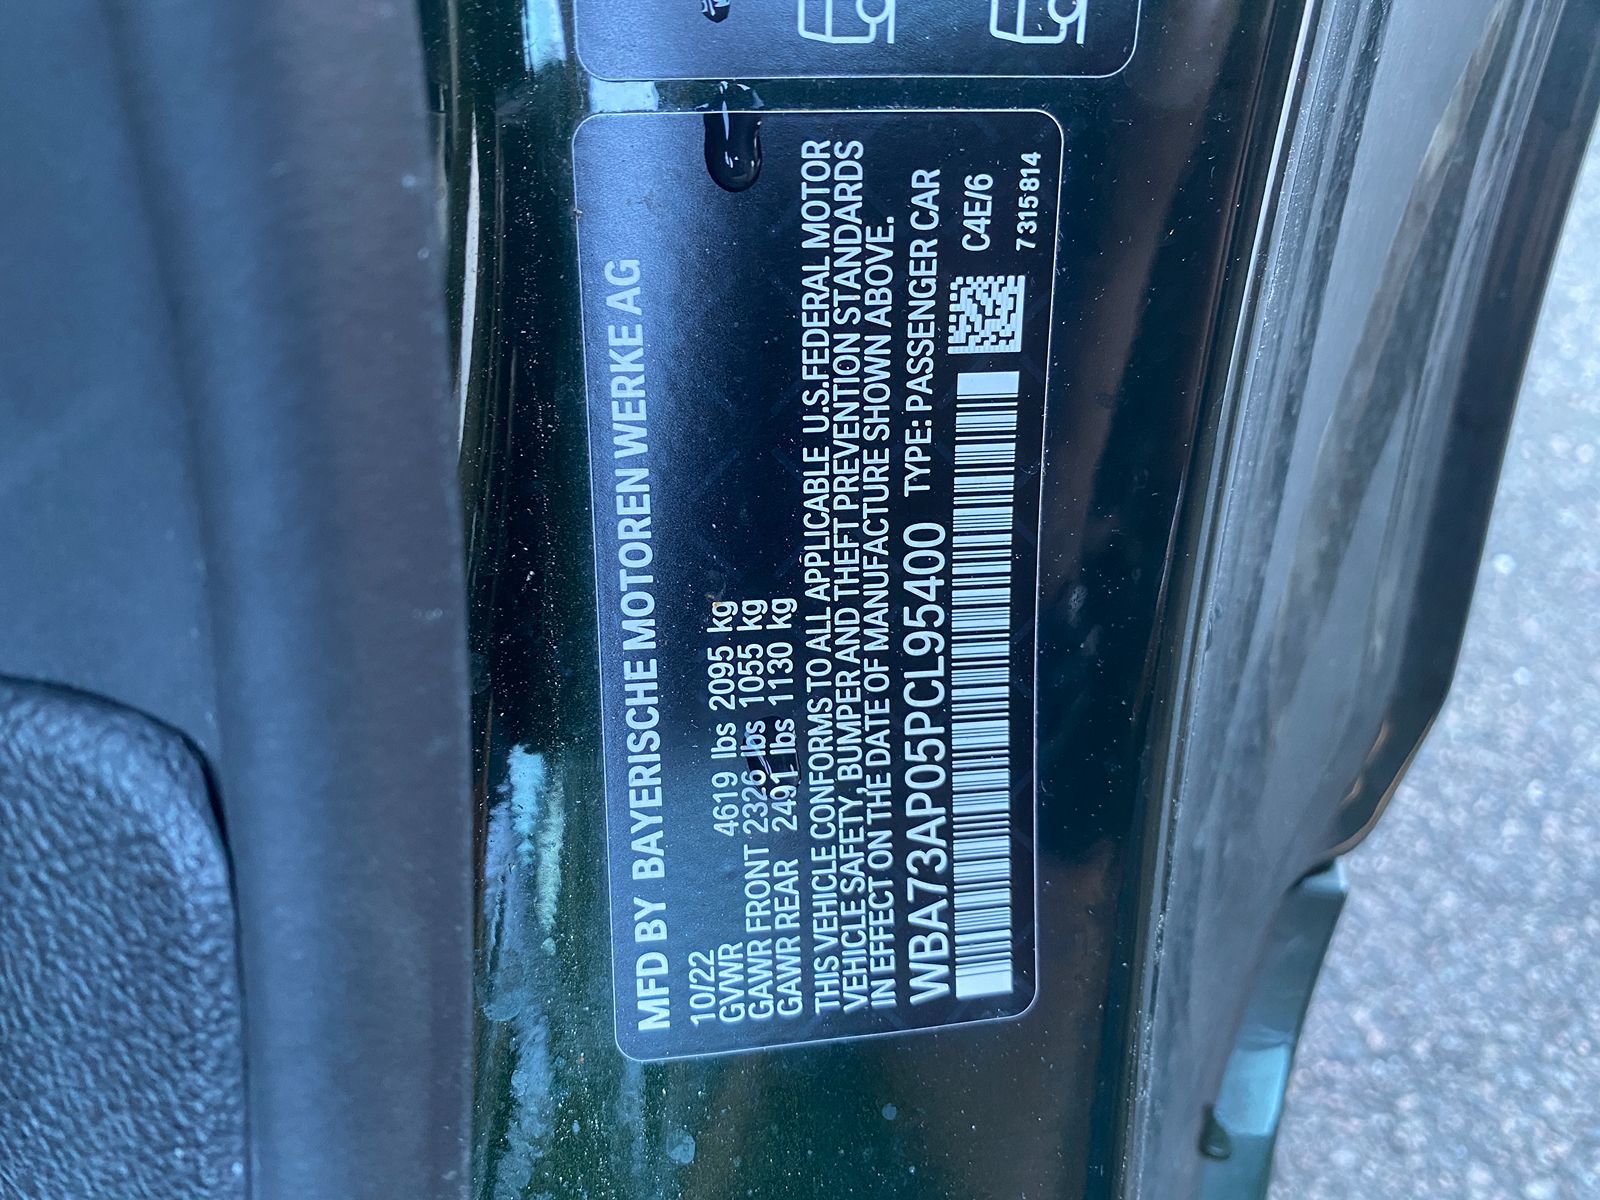 MFD BY BAYERISCHE MOTOREN WERKE AG
10/22
GVWR 4619 lbs 2095 kg
GAWR FRONT 2326 lbs 1055 kg
GAWR REAR 2491 lbs 1130 kg
THIS VEHICLE CONFORMS TO ALL APPLICABLE U.S.FEDERAL MOTOR
VEHICLE SAFETY, BUMPER AND THEFT PREVENTION STANDARDS
IN EFFECT ON THE DATE OF MANUFACTURE SHOWN ABOVE.
WBA73AP05PCL95400 TYPE: PASSENGER CAR
C4E/6
7315814